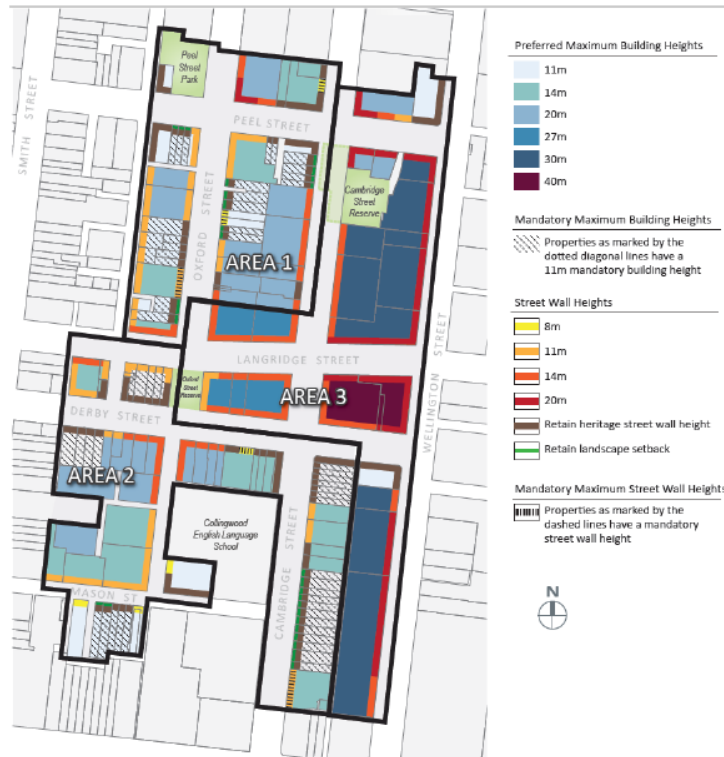 Preferred Maximum Building Heights
11m
14m
20m
27m
30m
40m
Mandatory Maximum Building Heights
Properties as marked by the
dotted diagonal lines have a
11m mandatory building height
Street Wall Heights
8m
11m
14m
20m
Retain heritage street wall height
Retain landscape setback
Mandatory Maximum Street Wall Heights
Properties as marked by the
dashed lines have a mandatory
street wall height
N
SMITH STREET
Peel
Street
Park
PEEL STREET
OXFORD STREET
Cambridge
Street
Reserve
AREA 1
LANGRIDGE STREET
WELLINGTON STREET
Oxford
Street
Reserve
AREA 3
DERBY STREET
AREA 2
Collingwood
English Language
School
CAMBRIDGE STREET
MASON ST